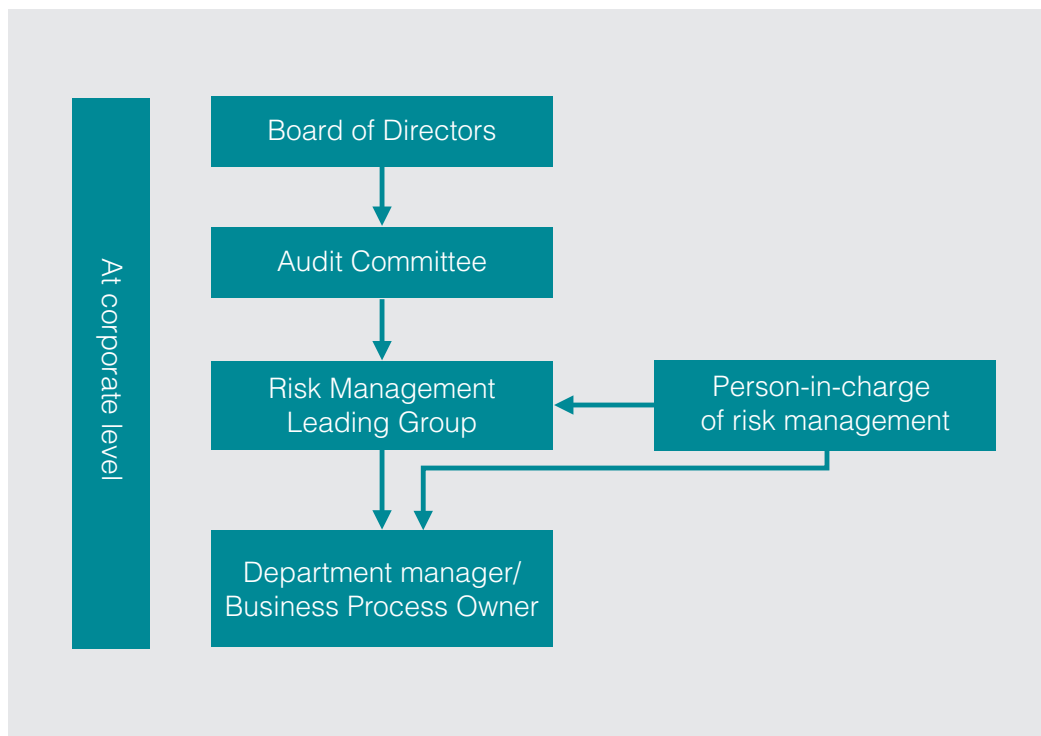 At corporate level
Board of Directors
Audit Committee
Risk Management
Leading Group
Person-in-charge
of risk management
Department manager/
Business Process Owner